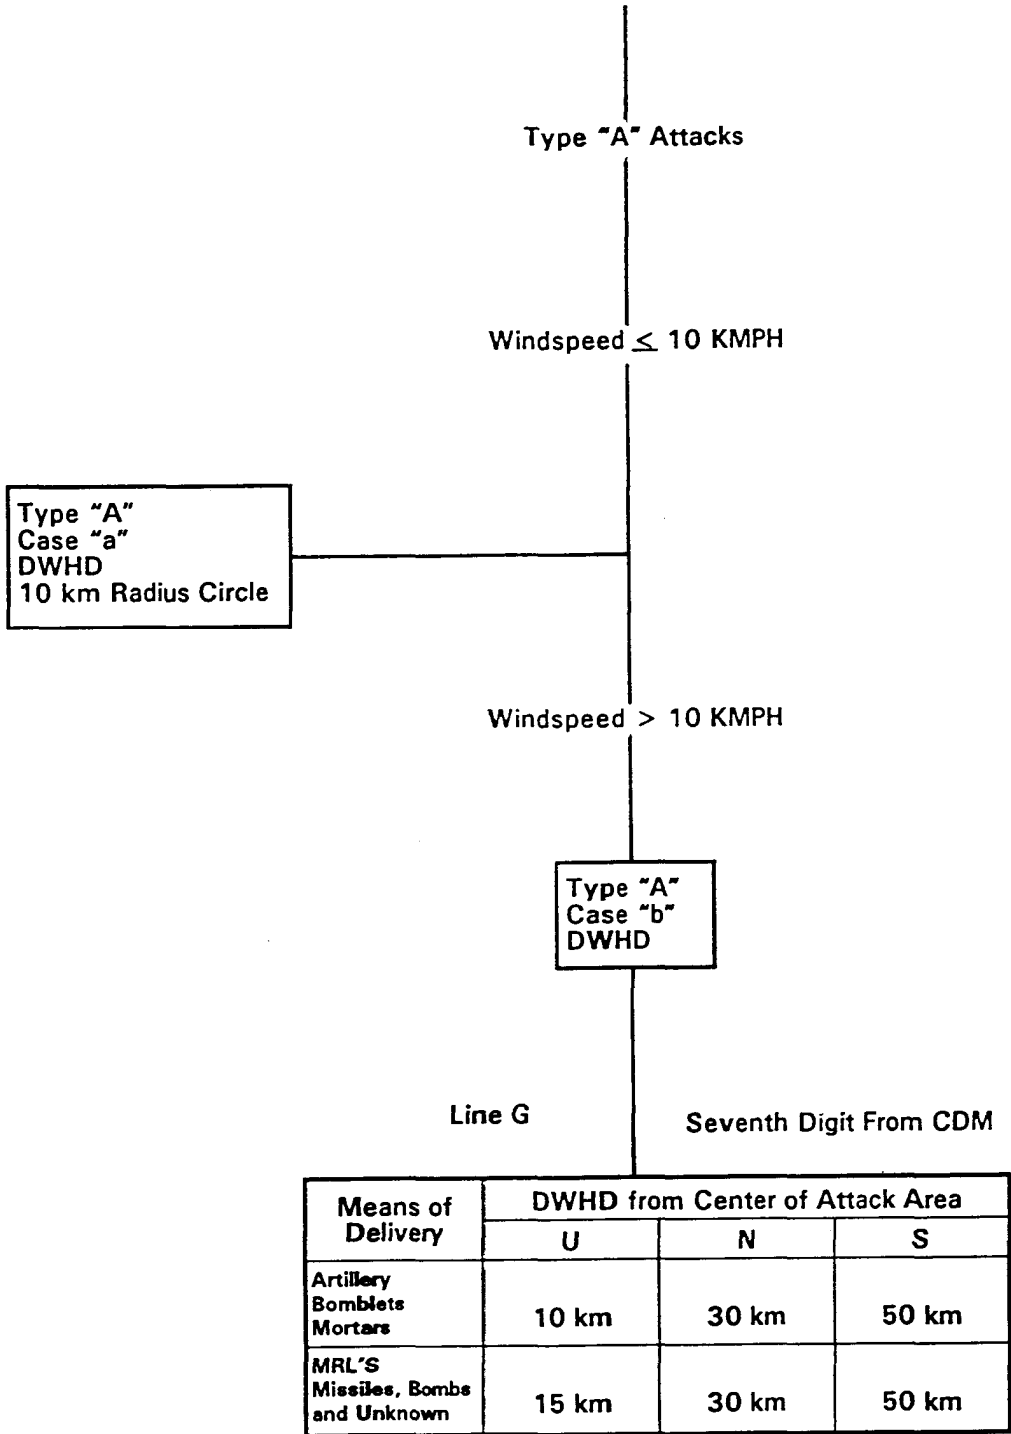 Type "A" Attacks
Windspeed ≤ 10 KMPH
Type "A"
Case "a"
DWHD
10 km Radius Circle
Windspeed > 10 KMPH
Type "A"
Case "b"
DWHD
Line G
Seventh Digit From CDM
Means of
Delivery
DWHD from Center of Attack Area
U N S
Artillery
Bomblets
Mortars
10 km 30 km 50 km
MRL'S
Missiles, Bombs
and Unknown
15 km 30 km 50 km